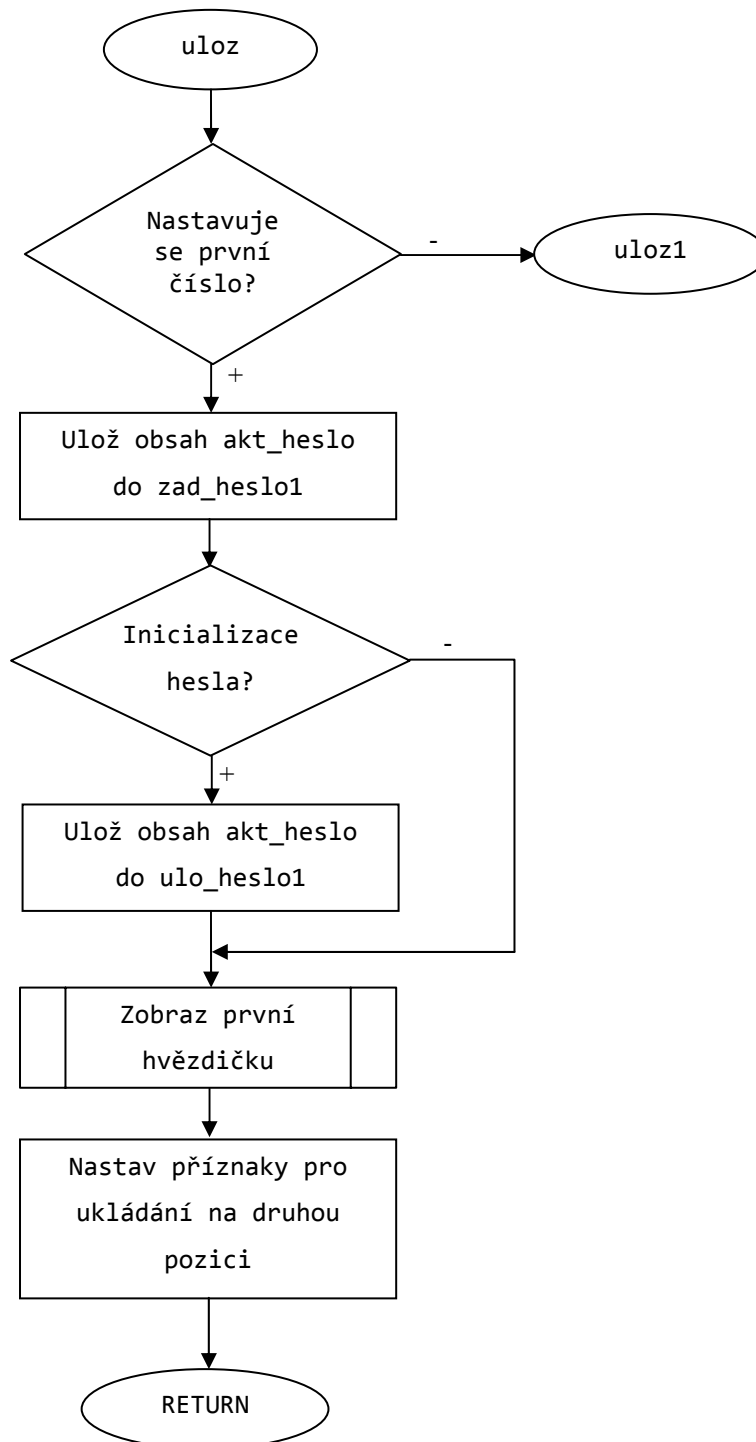 uloz
Nastavuje
se první
číslo?
-
uloz1
+
Ulož obsah akt_heslo
do zad_heslo1
Inicializace
hesla?
-
+
Ulož obsah akt_heslo
do ulo_heslo1
Zobraz první
hvězdičku
Nastav příznaky pro
ukládání na druhou
pozici
RETURN